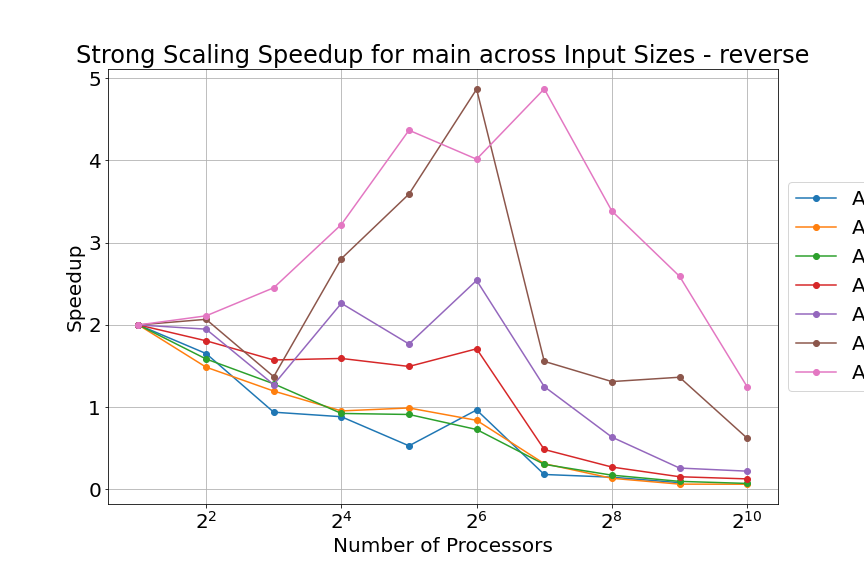 Strong Scaling Speedup for main across Input Sizes - reverse
Speedup
5
4
3
2
1
0
2^2
2^4
2^6
2^8
2^10
Number of Processors
A
A
A
A
A
A
A